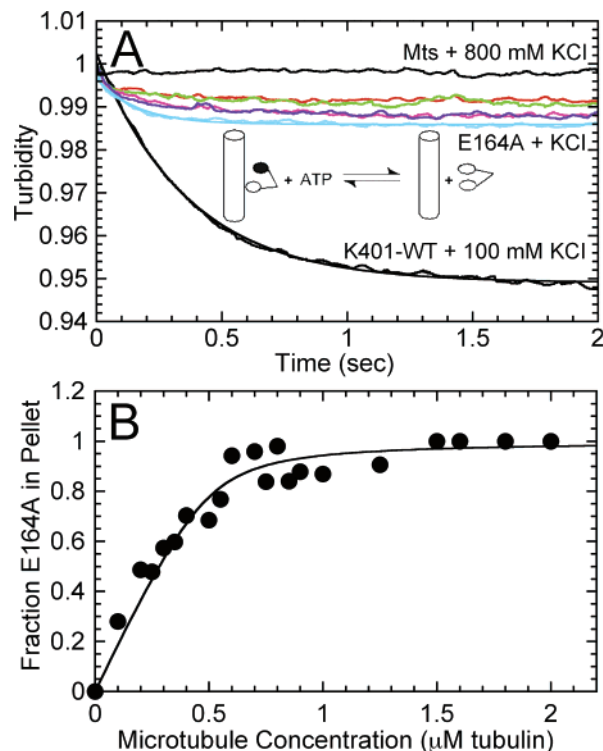 A
Mts + 800 mM KCl
E164A + KCl
+ ATP
+
K401-WT + 100 mM KCl
1.01
1
0.99
0.98
0.97
0.96
0.95
0.94
Turbidity
0
0.5
1
1.5
2
Time (sec)
B
1.2
1
0.8
0.6
0.4
0.2
0
Fraction E164A in Pellet
0
0.5
1
1.5
2
Microtubule Concentration (μM tubulin)